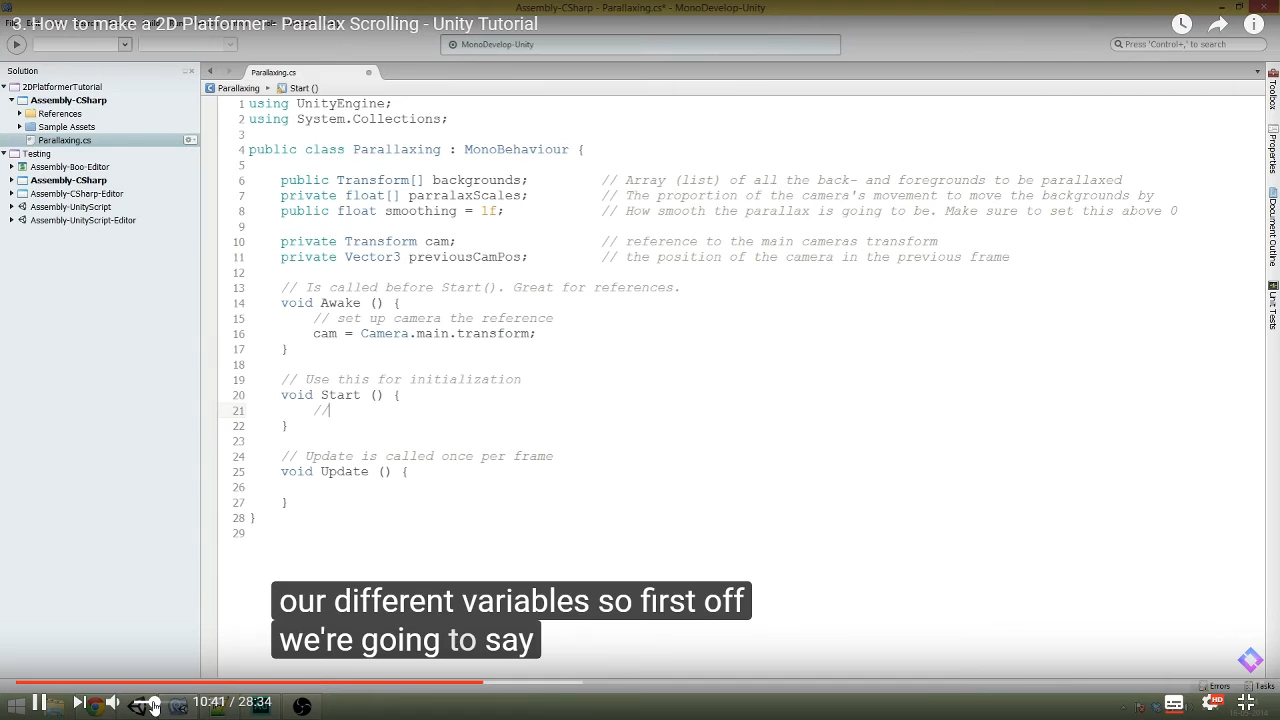 Assembly-CSharp - Parallaxing.cs* - MonoDevelop-Unity
3. How to make a 2D Platformer - Parallax Scrolling - Unity Tutorial
MonoDevelop-Unity
Press 'Control+,' to search
Solution
Parallaxing.cs
2DPlatformerTutorial
Assembly-CSharp
References
Sample Assets
Parallaxing.cs
Testing
Assembly-Boo-Editor
Assembly-CSharp
Assembly-CSharp-Editor
Assembly-UnityScript
Assembly-UnityScript-Editor
Parallaxing
Start ()
1 using UnityEngine;
2 using System.Collections;
3
4 public class Parallaxing : MonoBehaviour {
5
6 public Transform[] backgrounds; // Array (list) of all the back- and foregrounds to be parallaxed
7 private float[] parralaxScales; // The proportion of the camera's movement to move the backgrounds by
8 public float smoothing = 1f; // How smooth the parallax is going to be. Make sure to set this above 0
9
10 private Transform cam; // reference to the main cameras transform
11 private Vector3 previousCamPos; // the position of the camera in the previous frame
12
13 // Is called before Start(). Great for references.
14 void Awake () {
15 // set up camera the reference
16 cam = Camera.main.transform;
17 }
18
19 // Use this for initialization
20 void Start () {
21 //
22 }
23
24 // Update is called once per frame
25 void Update () {
26
27 }
28 }
29
Toolbox
Properties
Document Outline
Unit Tests
our different variables so first off
we're going to say
Errors
Tasks
10:41 / 28:34
HD